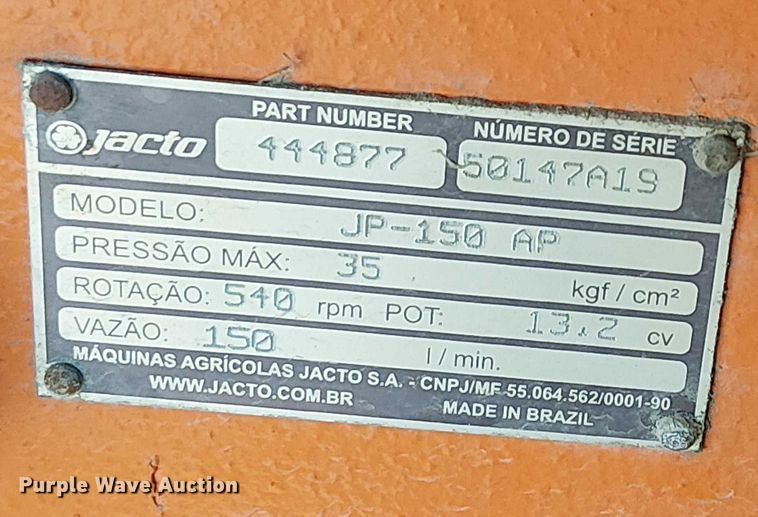 jacto
PART NUMBER
444877
NÚMERO DE SÉRIE
50147A19
MODELO: JP-150 AP
PRESSÃO MÁX: 35 kgf / cm²
ROTAÇÃO: 540 rpm POT: 13,2 cv
VAZÃO: 150 l / min.
MÁQUINAS AGRÍCOLAS JACTO S.A. - CNPJ/MF 55.064.562/0001-90
WWW.JACTO.COM.BR MADE IN BRAZIL
Purple Wave Auction